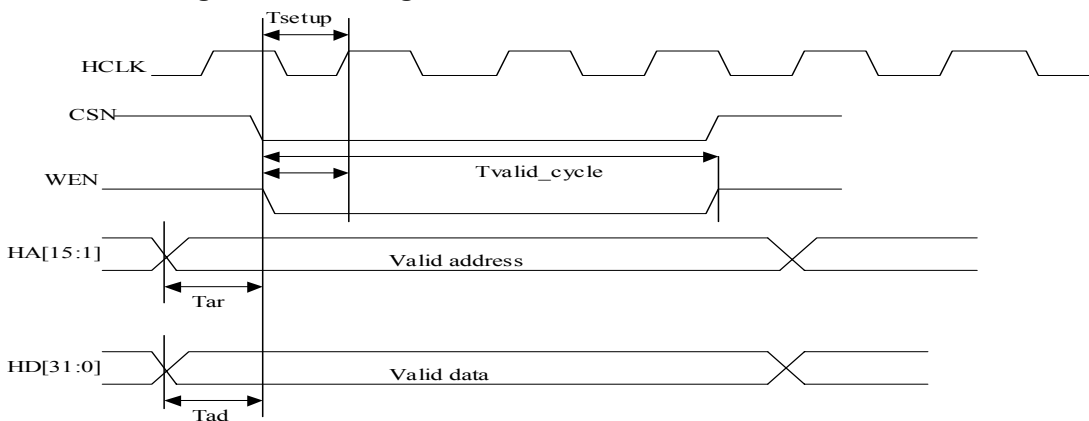 Tsetup
HCLK
CSN
Tvalid_cycle
WEN
HA[15:1]
Valid address
Tar
HD[31:0]
Valid data
Tad